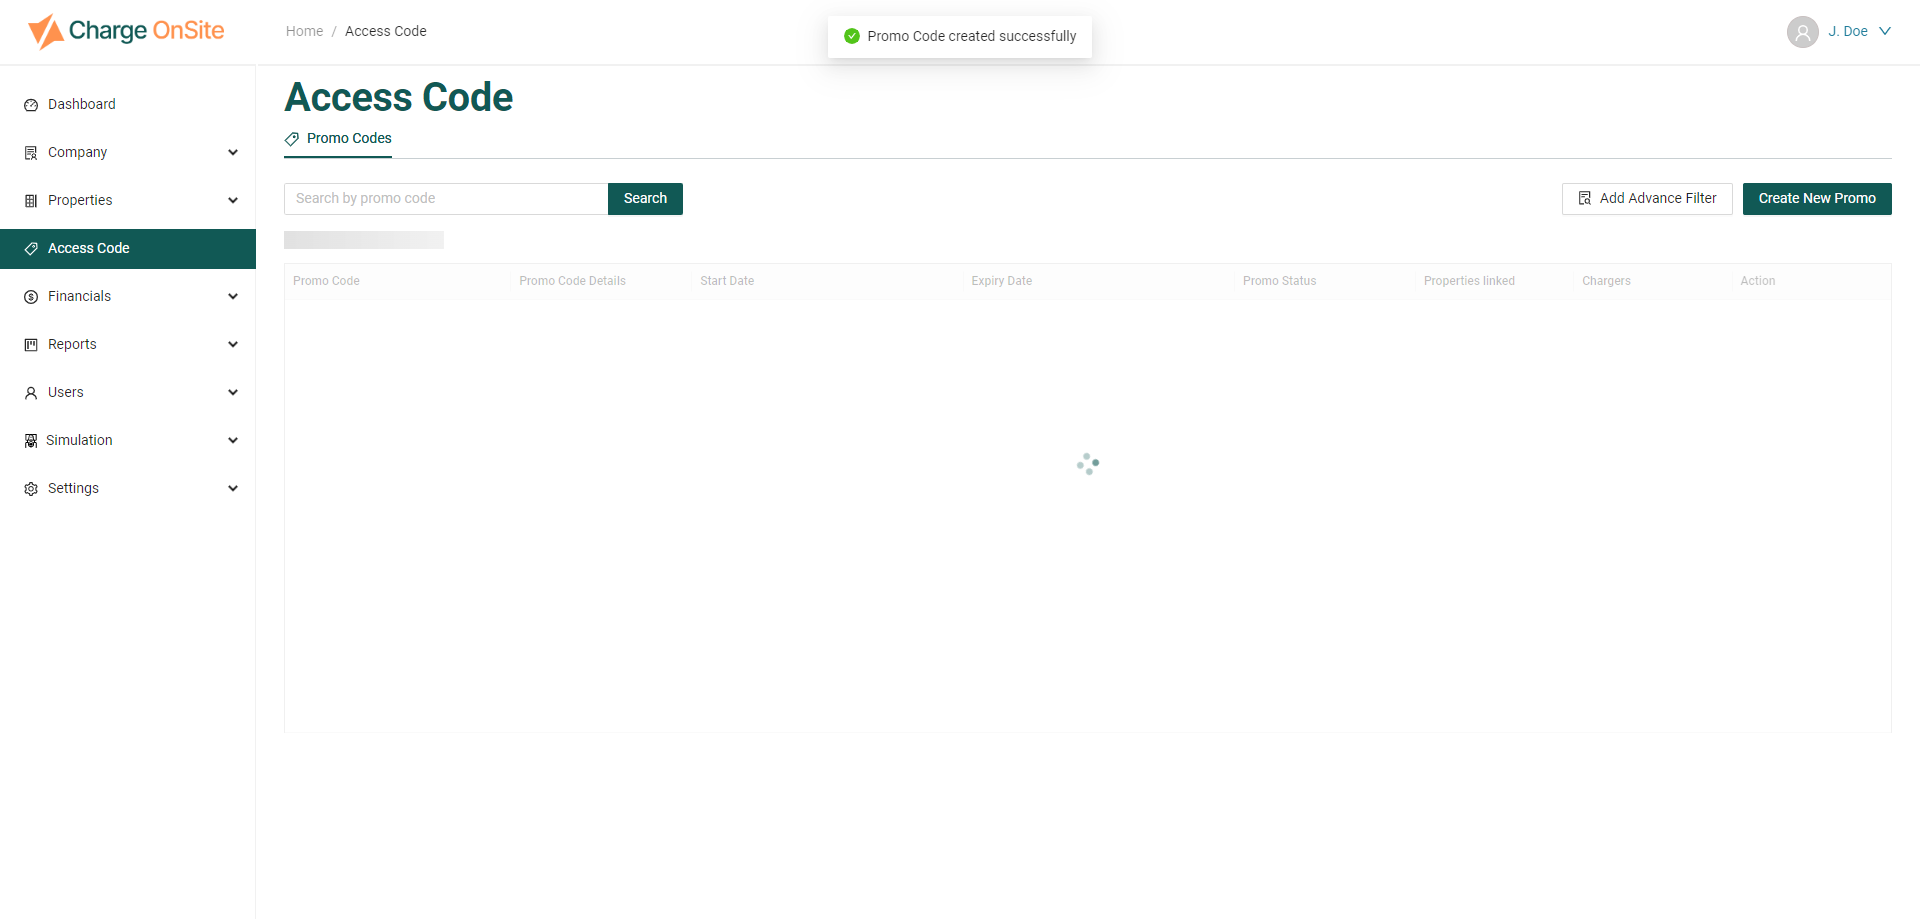 Charge OnSite
Home / Access Code
Promo Code created successfully
J. Doe
Dashboard
Company
Properties
Access Code
Financials
Reports
Users
Simulation
Settings
Access Code
Promo Codes
Search by promo code
Search
Add Advance Filter
Create New Promo
Promo Code Promo Code Details Start Date Expiry Date Promo Status Properties linked Chargers Action